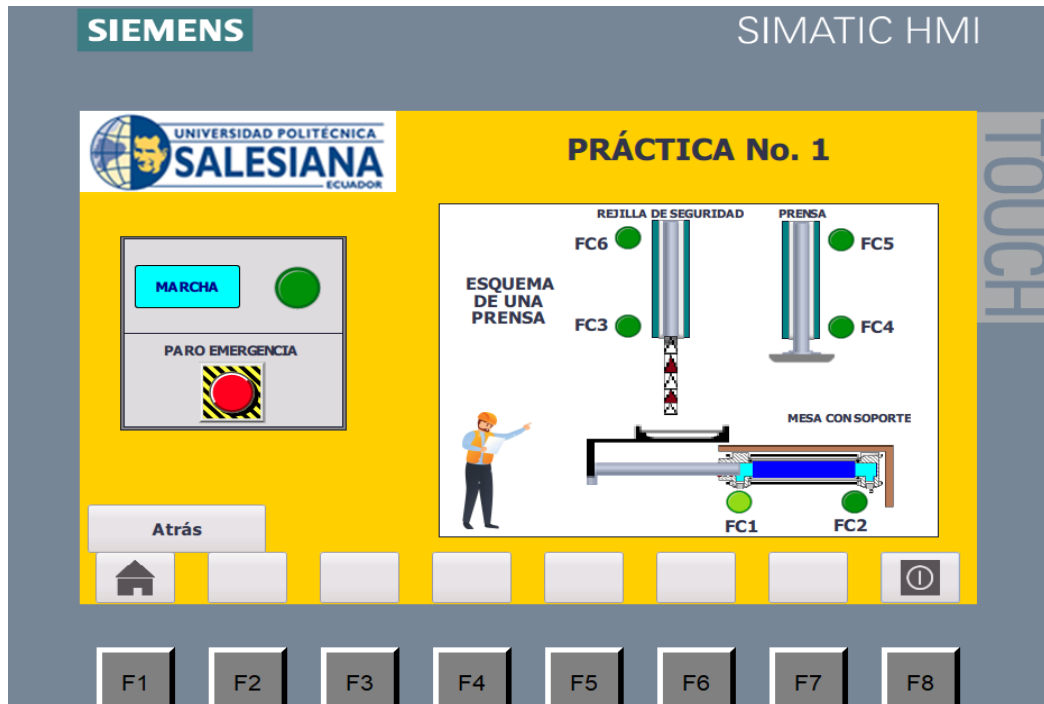 SIEMENS
SIMATIC HMI
TOUCH
UNIVERSIDAD POLITÉCNICA
SALESIANA
ECUADOR
PRÁCTICA No. 1
MARCHA
PARO EMERGENCIA
REJILLA DE SEGURIDAD
PRENSA
FC6
FC5
ESQUEMA
DE UNA
PRENSA
FC3
FC4
MESA CON SOPORTE
FC1
FC2
Atrás
F1
F2
F3
F4
F5
F6
F7
F8